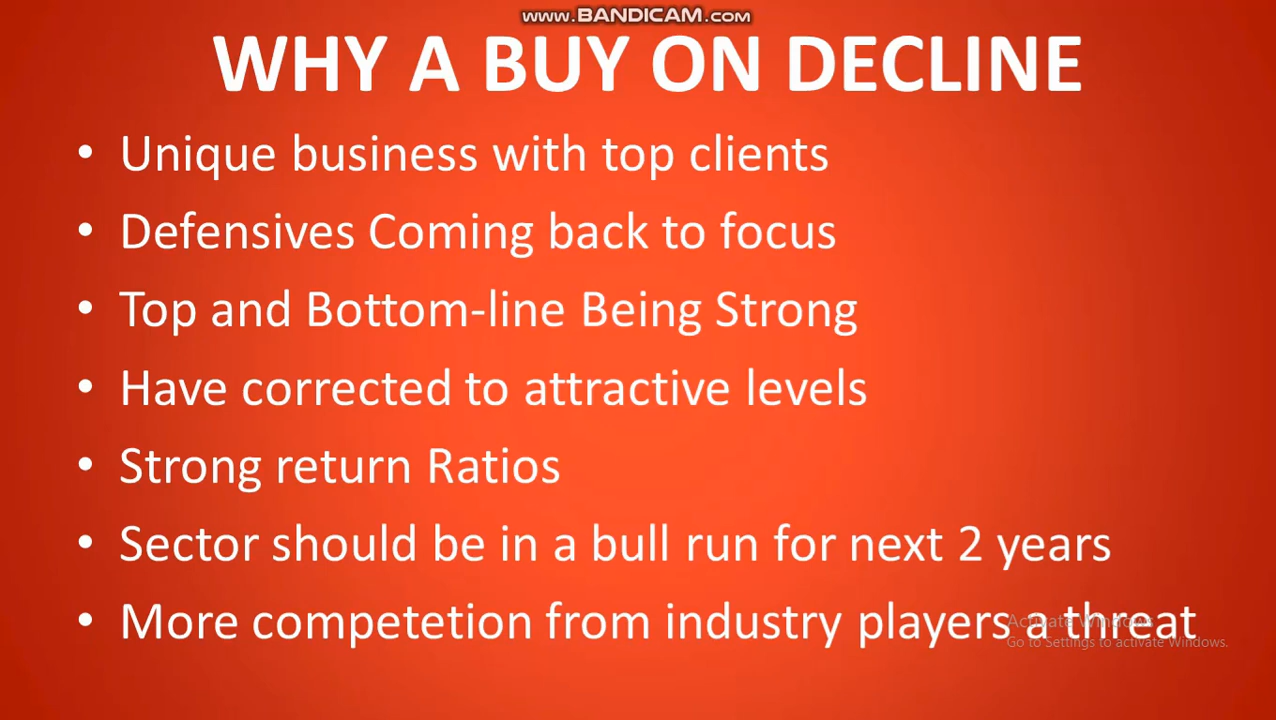 www.BANDICAM.com
WHY A BUY ON DECLINE
• Unique business with top clients
• Defensives Coming back to focus
• Top and Bottom-line Being Strong
• Have corrected to attractive levels
• Strong return Ratios
• Sector should be in a bull run for next 2 years
• More competetion from industry players a threat
Activate Windows
Go to Settings to activate Windows.